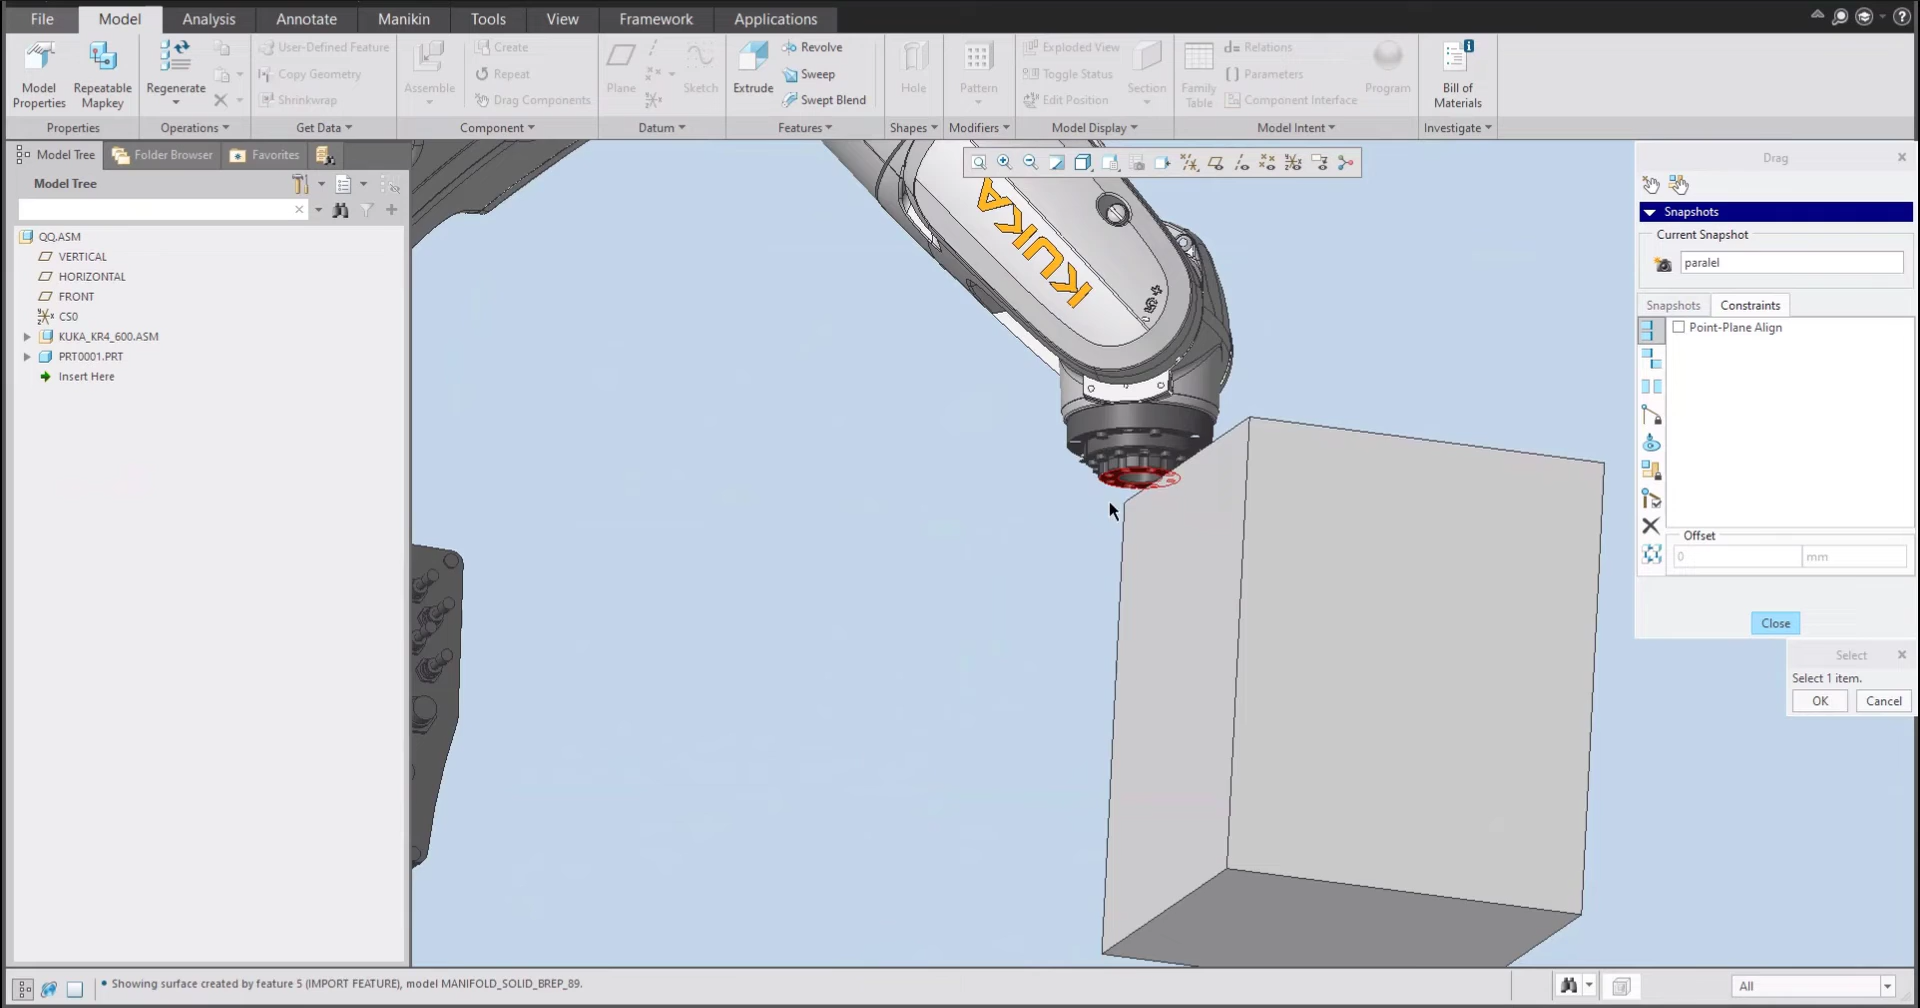 File Model Analysis Annotate Manikin Tools View Framework Applications
Model Properties
Repeatable Mapkey
Regenerate
User-Defined Feature
Copy Geometry
Shrinkwrap
Assemble
Create
Repeat
Drag Components
Plane
Sketch
Extrude
Revolve
Sweep
Swept Blend
Hole
Pattern
Exploded View
Toggle Status
Edit Position
Section
Family Table
d= Relations
Parameters
Component Interface
Program
Bill of Materials
Properties Operations Get Data Component Datum Features Shapes Modifiers Model Display Model Intent Investigate
Model Tree Folder Browser Favorites
Model Tree
QQ.ASM
VERTICAL
HORIZONTAL
FRONT
CS0
KUKA_KR4_600.ASM
PRT0001.PRT
Insert Here
KUKA
Drag
Snapshots
Current Snapshot
paralel
Snapshots Constraints
Point-Plane Align
Offset
0 mm
Close
Select
Select 1 item.
OK Cancel
• Showing surface created by feature 5 (IMPORT FEATURE), model MANIFOLD_SOLID_BREP_89.
All